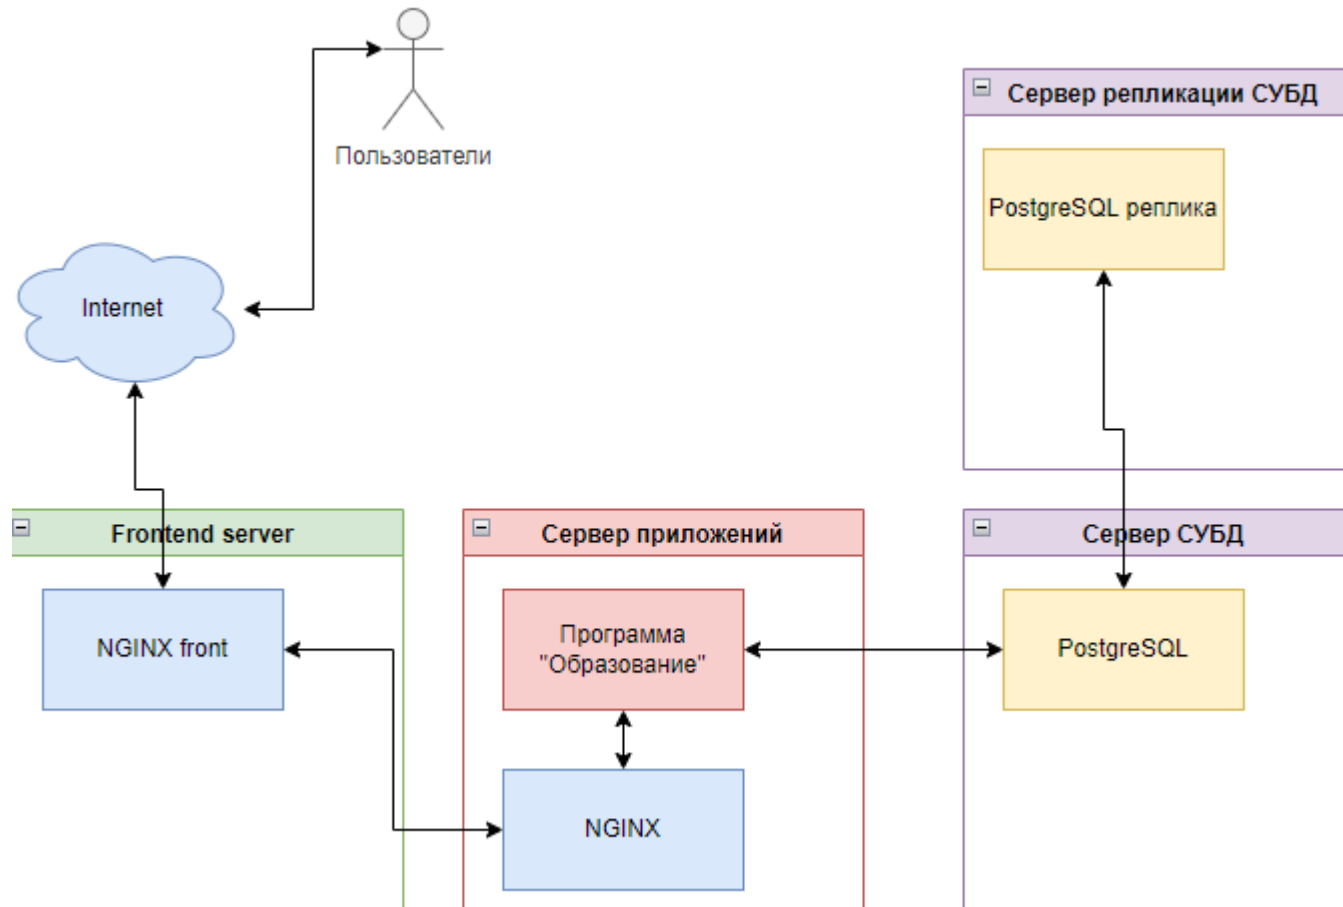 Пользователи
Сервер репликации СУБД
PostgreSQL реплика
Internet
Frontend server
Сервер приложений
Сервер СУБД
NGINX front
Программа
"Образование"
PostgreSQL
NGINX